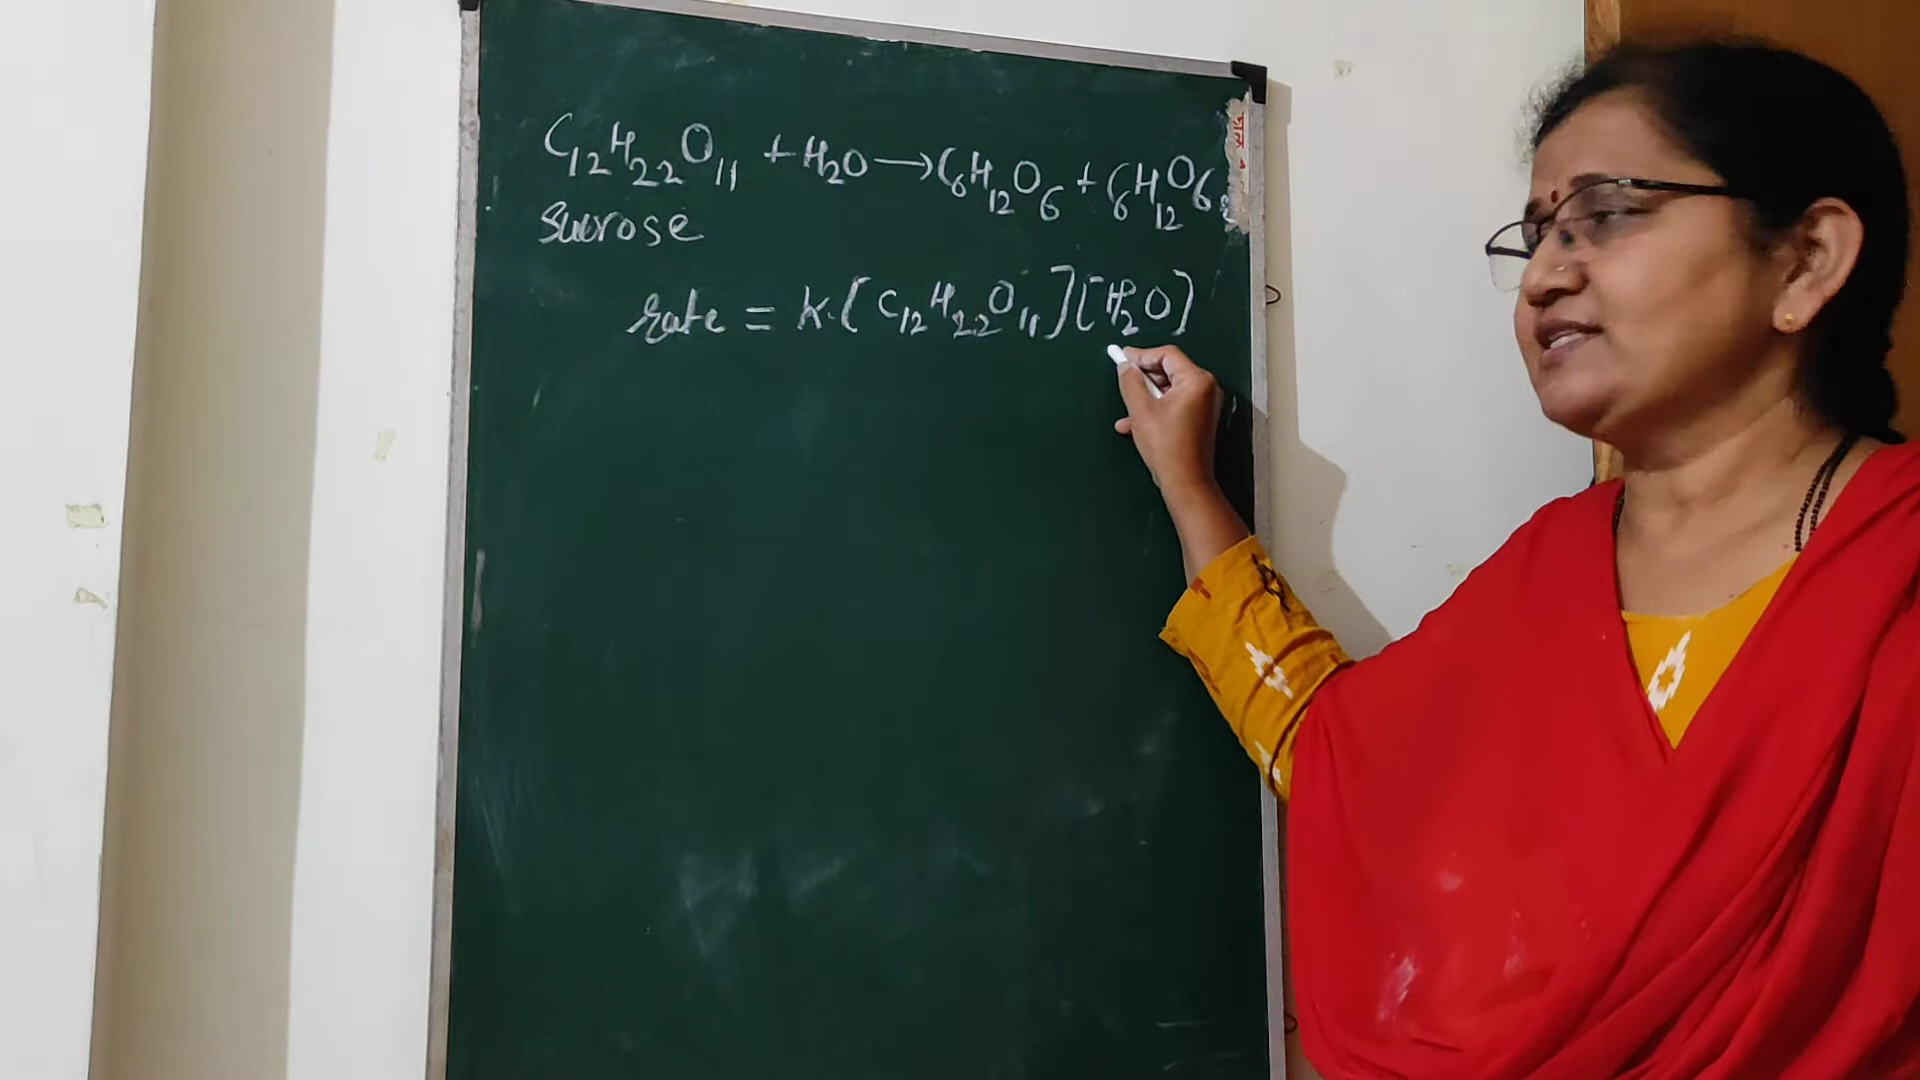 C₁₂H₂₂O₁₁ + H₂O → C₆H₁₂O₆ + C₆H₁₂O₆
Sucrose
rate = k.[C₁₂H₂₂O₁₁][H₂O]